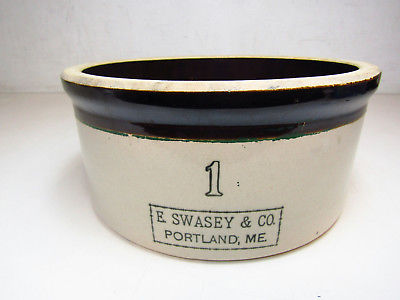 1
E. SWASEY & CO.
PORTLAND, ME.